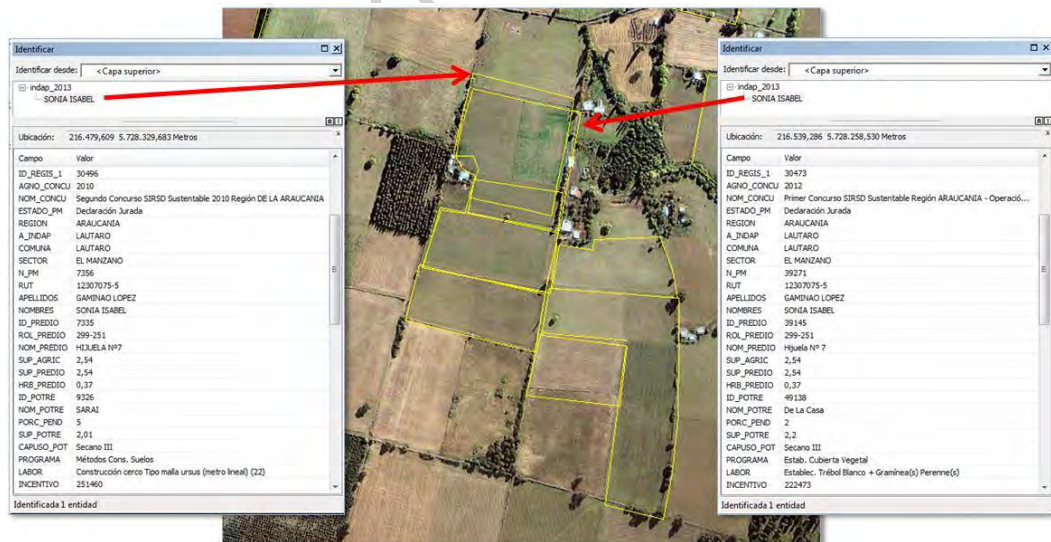 Identificar
Identificar desde: <Capa superior>
indap_2013
SONIA ISABEL
Ubicación: 216.479,609 5.728.329,683 Metros
Campo Valor
ID_REGIS_1 30496
AGNO_CONCU 2010
NOM_CONCU Segundo Concurso SIRSD Sustentable 2010 Región DE LA ARAUCANIA
ESTADO_PM Declaración Jurada
REGION ARAUCANIA
A_INDAP LAUTARO
COMUNA LAUTARO
SECTOR EL MANZANO
N_PM 7356
RUT 12307075-5
APELLIDOS GAMINAO LOPEZ
NOMBRES SONIA ISABEL
ID_PREDIO 7335
ROL_PREDIO 299-251
NOM_PREDIO HIJUELA Nº7
SUP_AGRIC 2,54
SUP_PREDIO 2,54
HRB_PREDIO 0,37
ID_POTRE 9326
NOM_POTRE SARAI
PORC_PEND 5
SUP_POTRE 2,01
CAPUSO_POT Secano III
PROGRAMA Métodos Cons. Suelos
LABOR Construcción cerco Tipo malla ursus (metro lineal) (22)
INCENTIVO 251460
Identificada 1 entidad
Identificar
Identificar desde: <Capa superior>
indap_2013
SONIA ISABEL
Ubicación: 216.539,286 5.728.258,530 Metros
Campo Valor
ID_REGIS_1 30473
AGNO_CONCU 2012
NOM_CONCU Primer Concurso SIRSD Sustentable Región ARAUCANIA - Operació...
ESTADO_PM Declaración Jurada
REGION ARAUCANIA
A_INDAP LAUTARO
COMUNA LAUTARO
SECTOR EL MANZANO
N_PM 39271
RUT 12307075-5
APELLIDOS GAMINAO LOPEZ
NOMBRES SONIA ISABEL
ID_PREDIO 39145
ROL_PREDIO 299-251
NOM_PREDIO Hijuela Nº 7
SUP_AGRIC 2,54
SUP_PREDIO 2,54
HRB_PREDIO 0,37
ID_POTRE 49138
NOM_POTRE De La Casa
PORC_PEND 2
SUP_POTRE 2,2
CAPUSO_POT Secano III
PROGRAMA Estab. Cubierta Vegetal
LABOR Establec. Trébol Blanco + Gramínea(s) Perenne(s)
INCENTIVO 222473
Identificada 1 entidad